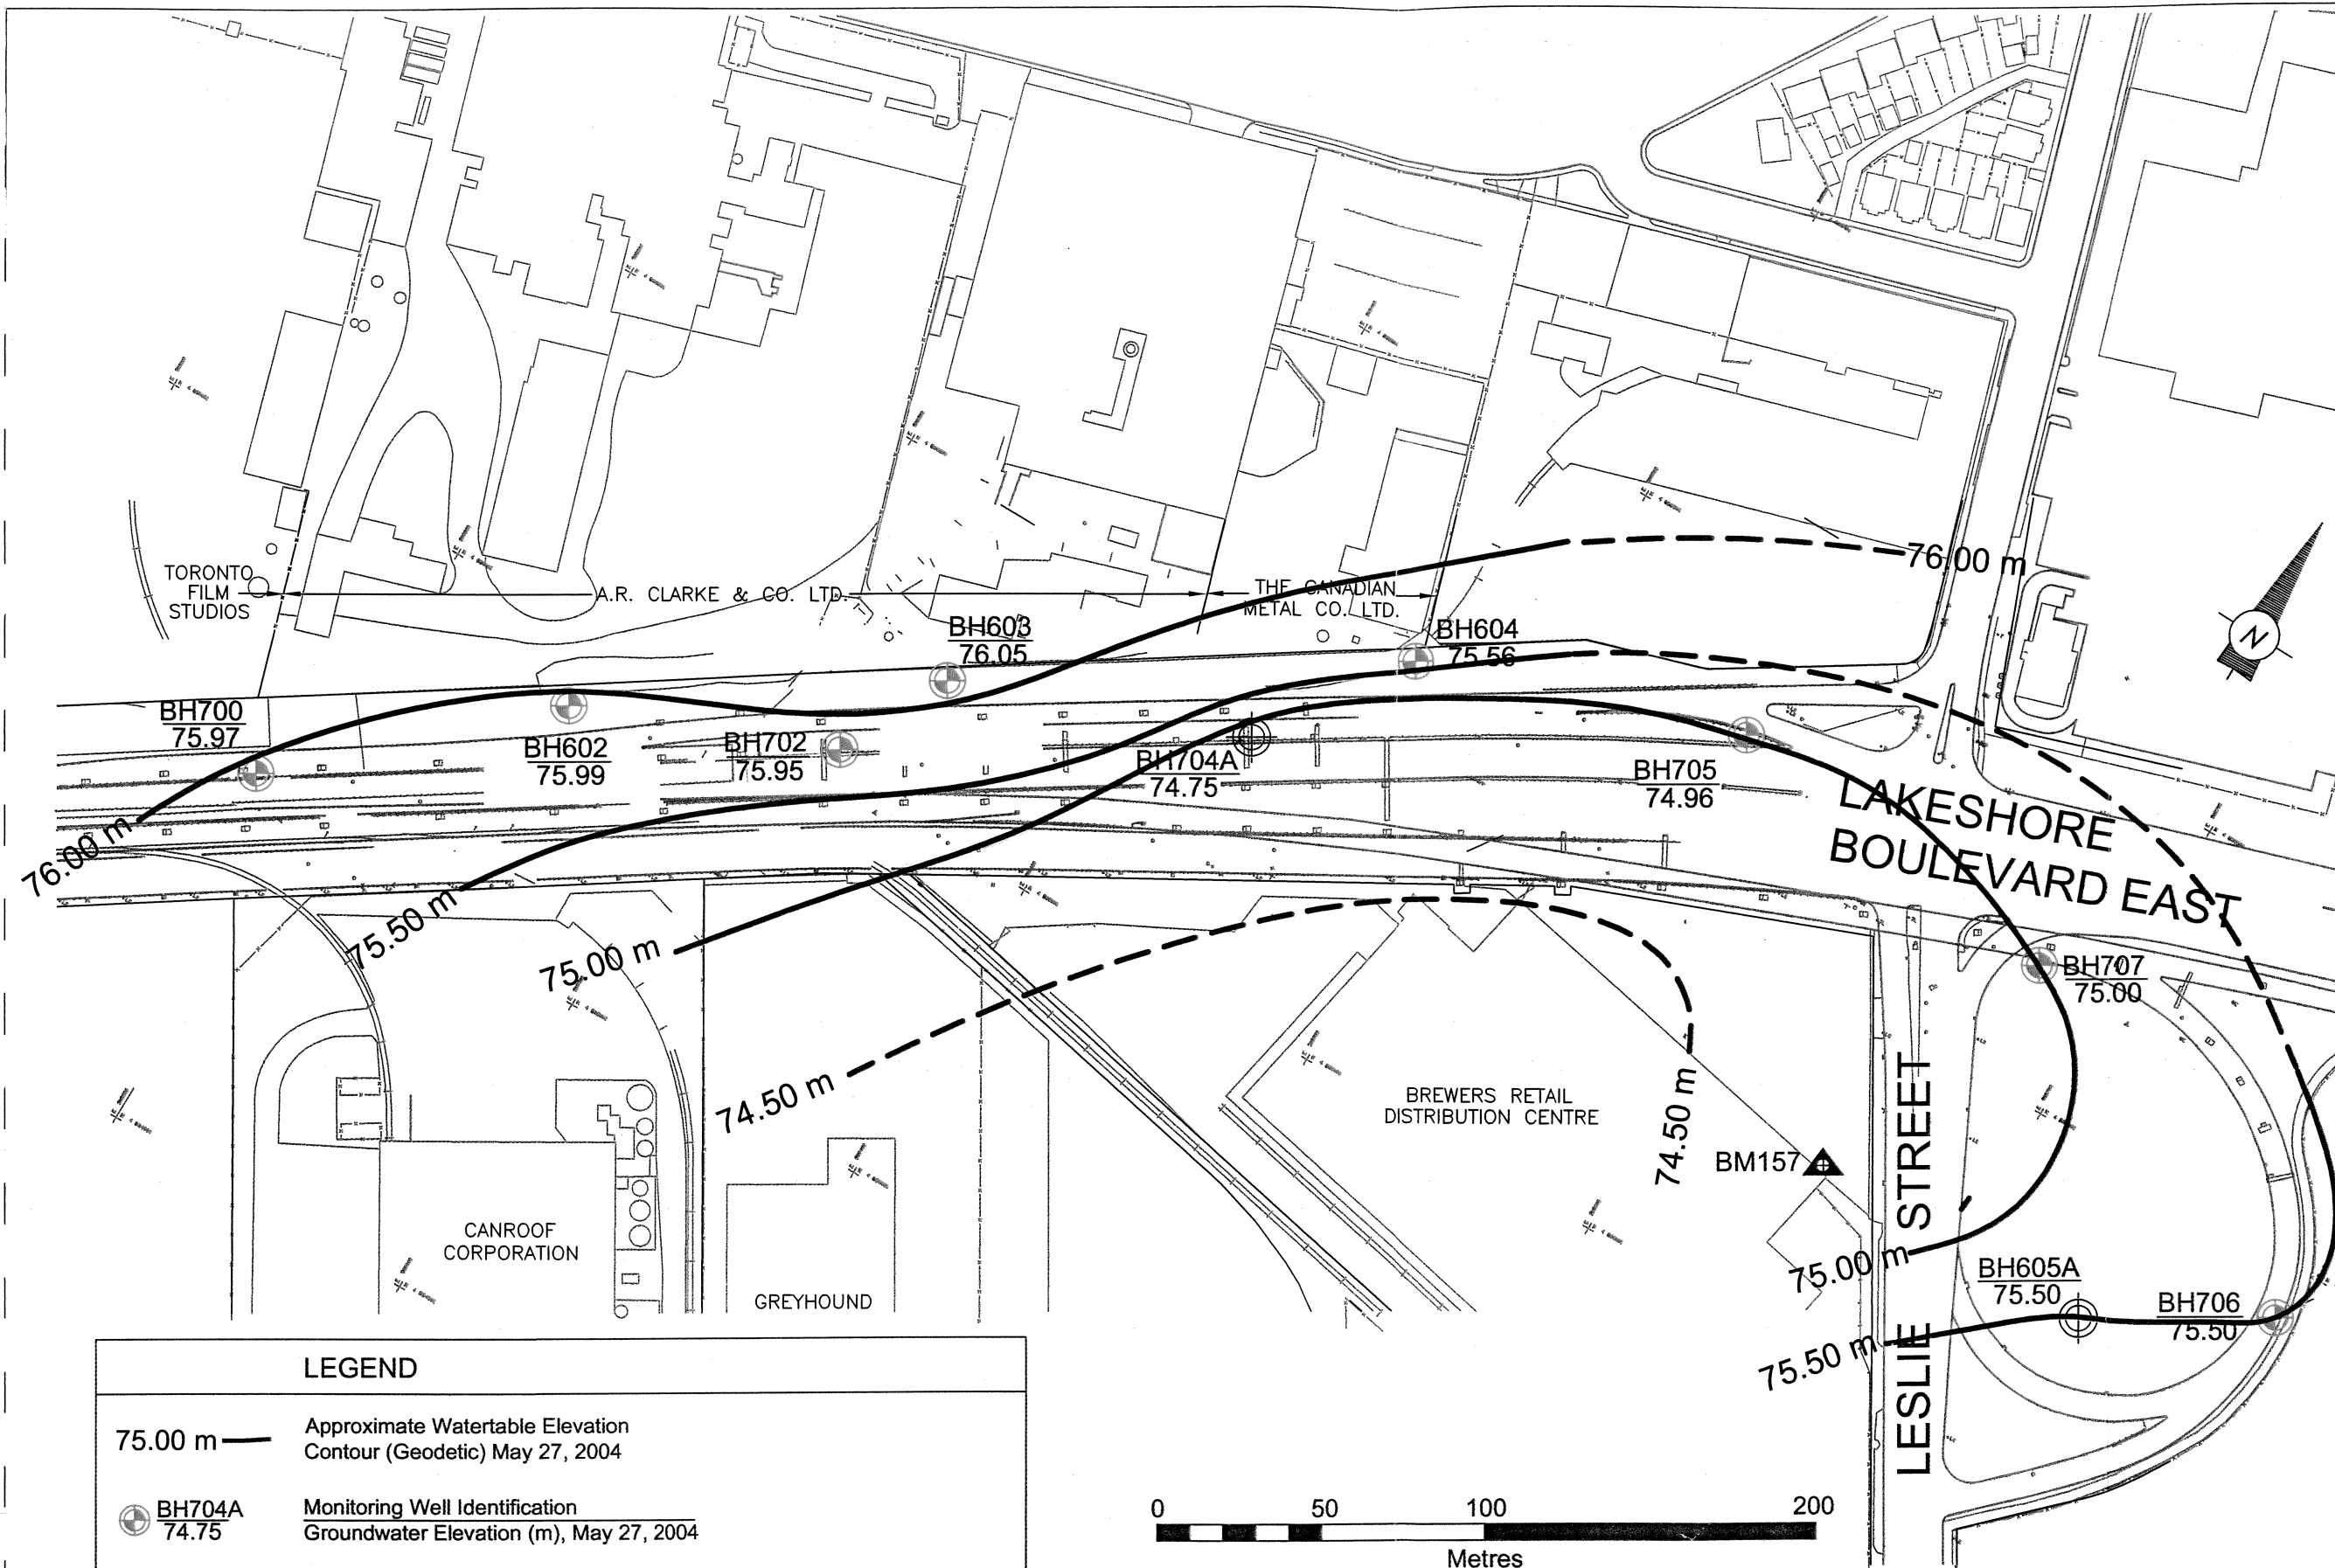 76.00 m
TORONTO
FILM
STUDIOS
A.R. CLARKE & CO. LTD.
THE CANADIAN
METAL CO. LTD.
BH603
76.05
BH604
75.56
BH700
75.97
BH602
75.99
BH702
75.95
BH704A
74.75
BH705
74.96
N
LAKESHORE
BOULEVARD EAST
76.00 m
75.50 m
75.00 m
74.50 m
BH707
75.00
BREWERS RETAIL
DISTRIBUTION CENTRE
74.50 m
BM157
LESLIE STREET
CANROOF
CORPORATION
GREYHOUND
75.00 m
BH605A
75.50
BH706
75.50
75.50 m
LEGEND
75.00 m
Approximate Watertable Elevation
Contour (Geodetic) May 27, 2004
BH704A
74.75
Monitoring Well Identification
Groundwater Elevation (m), May 27, 2004
0 50 100 200
Metres